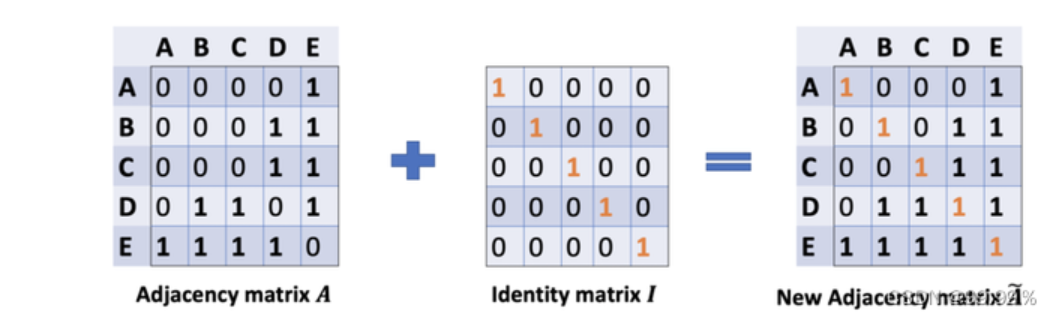 A B C D E
A 0 0 0 0 1
B 0 0 0 1 1
C 0 0 0 1 1
D 0 1 1 0 1
E 1 1 1 1 0
Adjacency matrix A
+
1 0 0 0 0
0 1 0 0 0
0 0 1 0 0
0 0 0 1 0
0 0 0 0 1
Identity matrix I
=
A B C D E
A 1 0 0 0 1
B 0 1 0 1 1
C 0 0 1 1 1
D 0 1 1 1 1
E 1 1 1 1 1
New Adjacency matrix Ã